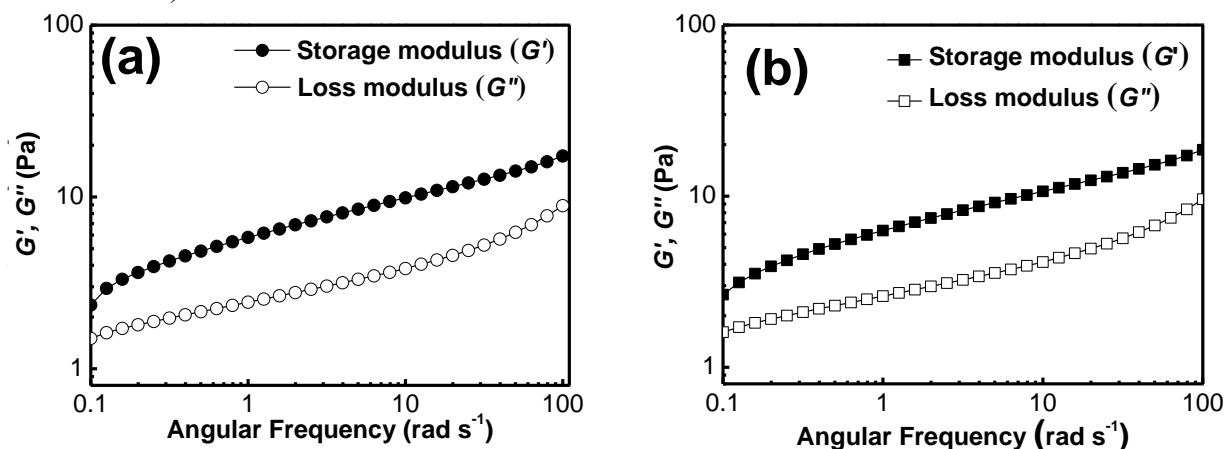 (a)
Storage modulus (G')
Loss modulus (G'')
G', G'' (Pa)
100
10
1
0.1 1 10 100
Angular Frequency (rad s-1)
(b)
Storage modulus (G')
Loss modulus (G'')
G', G'' (Pa)
100
10
1
0.1 1 10 100
Angular Frequency (rad s-1)